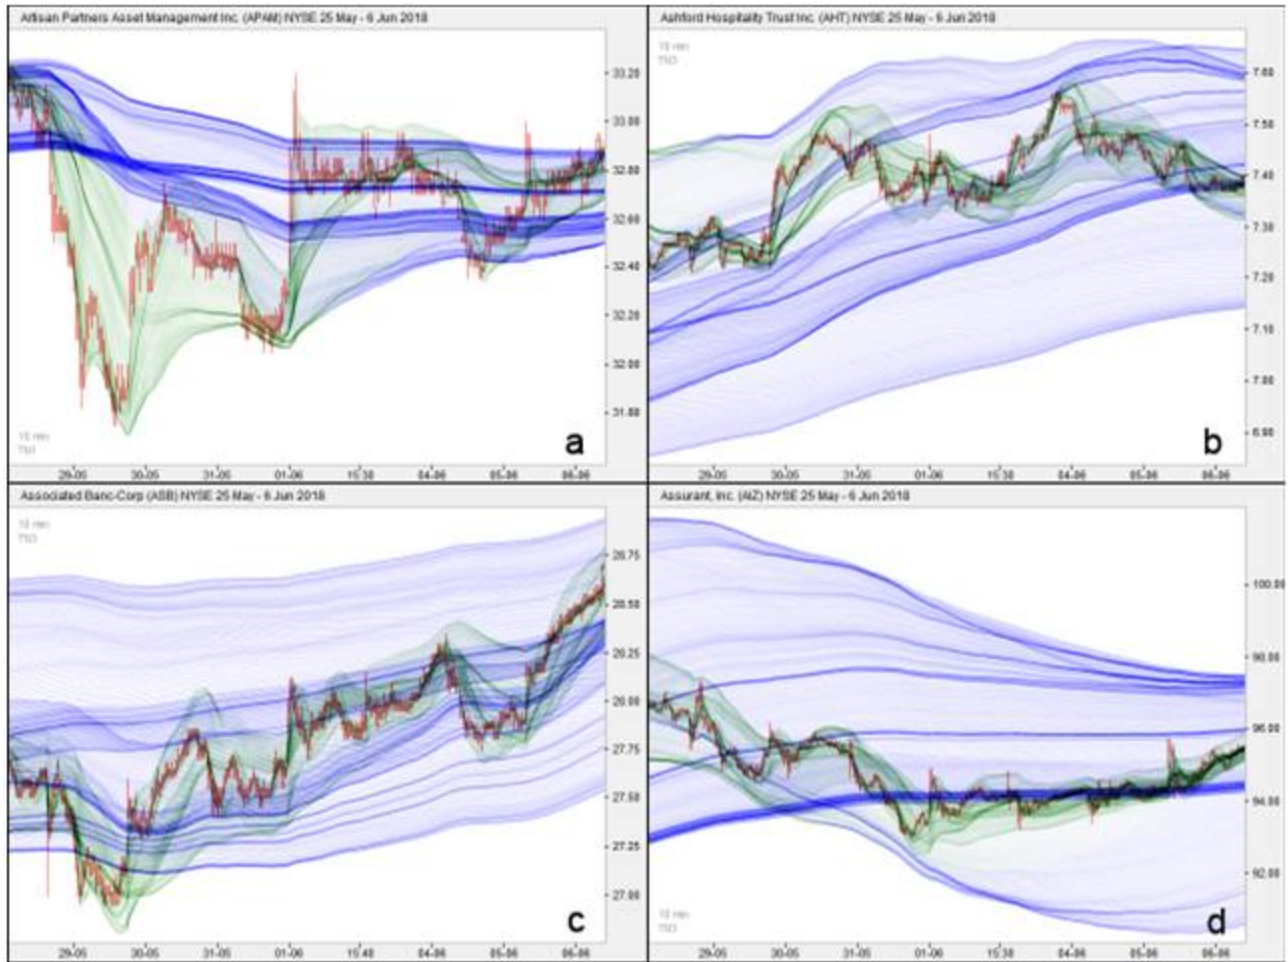 Artisan Partners Asset Management Inc. (APAM) NYSE 25 May - 6 Jun 2018
33.20
33.00
32.80
32.60
32.40
32.20
32.00
31.80
10 min
a
29-05 30-05 31-05 01-06 15:30 04-06 05-06 06-06
Ashford Hospitality Trust Inc. (AHT) NYSE 25 May - 6 Jun 2018
10 min
7.60
7.50
7.40
7.30
7.20
7.10
7.00
6.90
b
29-05 30-05 31-05 01-06 15:30 04-06 05-06 06-06
Associated Banc-Corp (ASB) NYSE 25 May - 6 Jun 2018
10 min
28.75
28.50
28.25
28.00
27.75
27.50
27.25
27.00
c
29-05 30-05 31-05 01-06 15:40 04-06 05-06 06-06
Assurant, Inc. (AIZ) NYSE 25 May - 6 Jun 2018
100.00
98.00
96.00
94.00
92.00
10 min
d
29-05 30-05 31-05 01-06 15:30 04-06 05-06 06-06